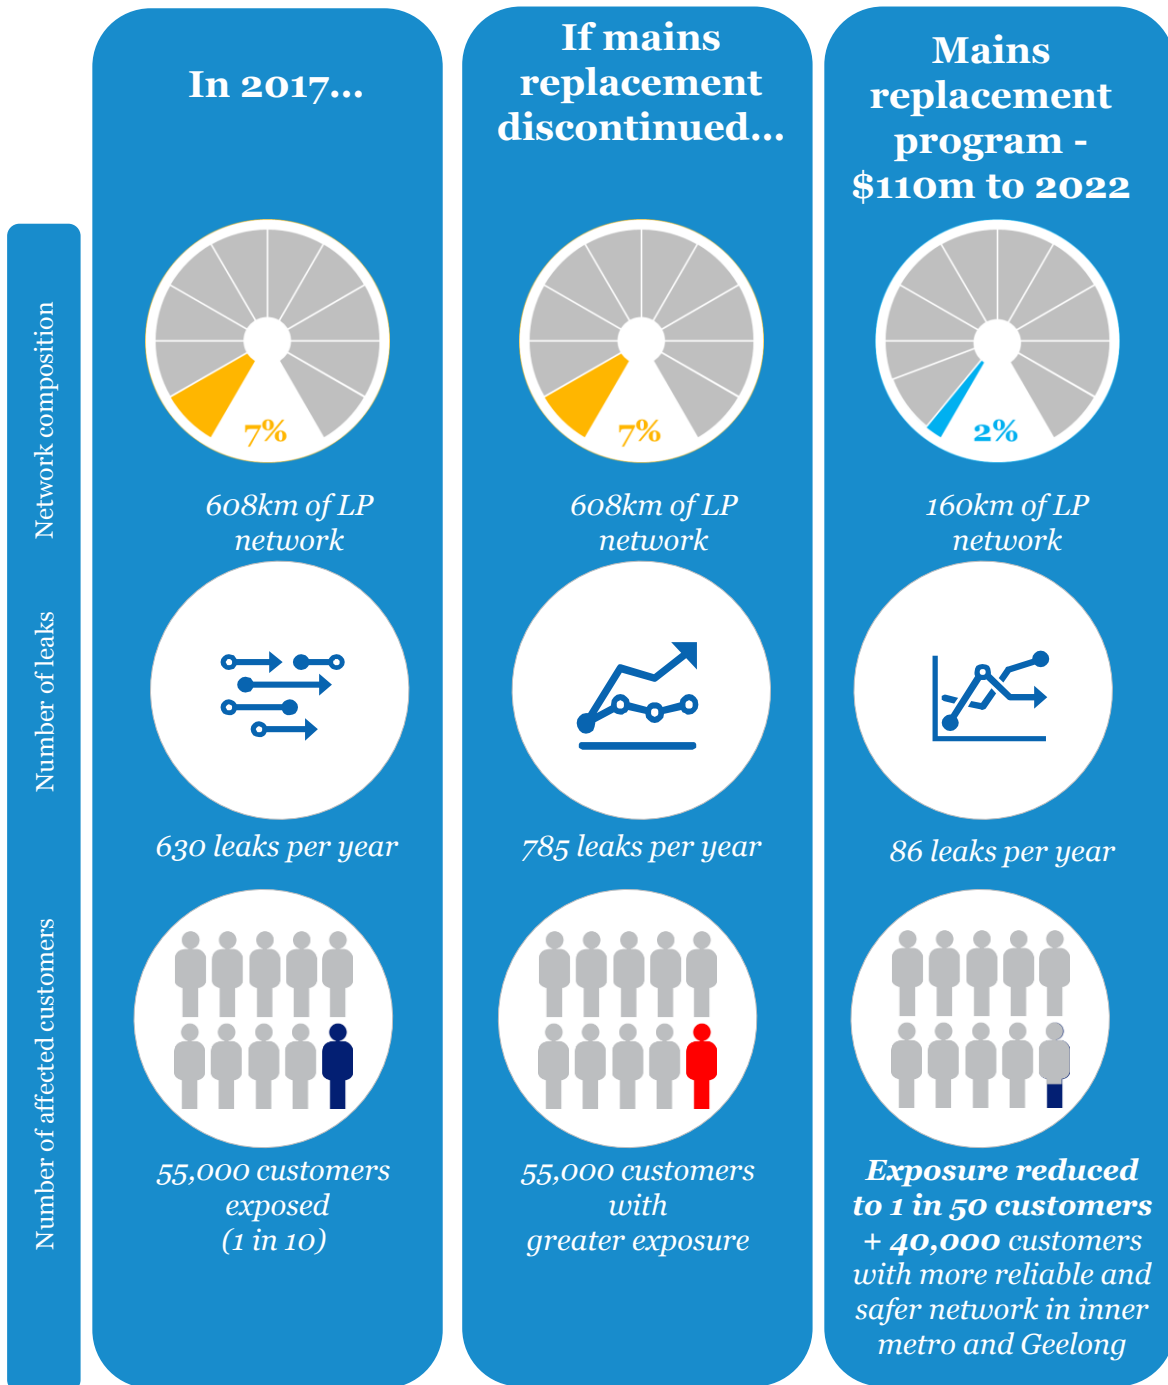 In 2017...
If mains
replacement
discontinued...
Mains
replacement
program -
$110m to 2022
Network composition
7%
7%
2%
608km of LP
network
608km of LP
network
160km of LP
network
Number of leaks
630 leaks per year
785 leaks per year
86 leaks per year
Number of affected customers
55,000 customers
exposed
(1 in 10)
55,000 customers
with
greater exposure
Exposure reduced
to 1 in 50 customers
+ 40,000 customers
with more reliable and
safer network in inner
metro and Geelong